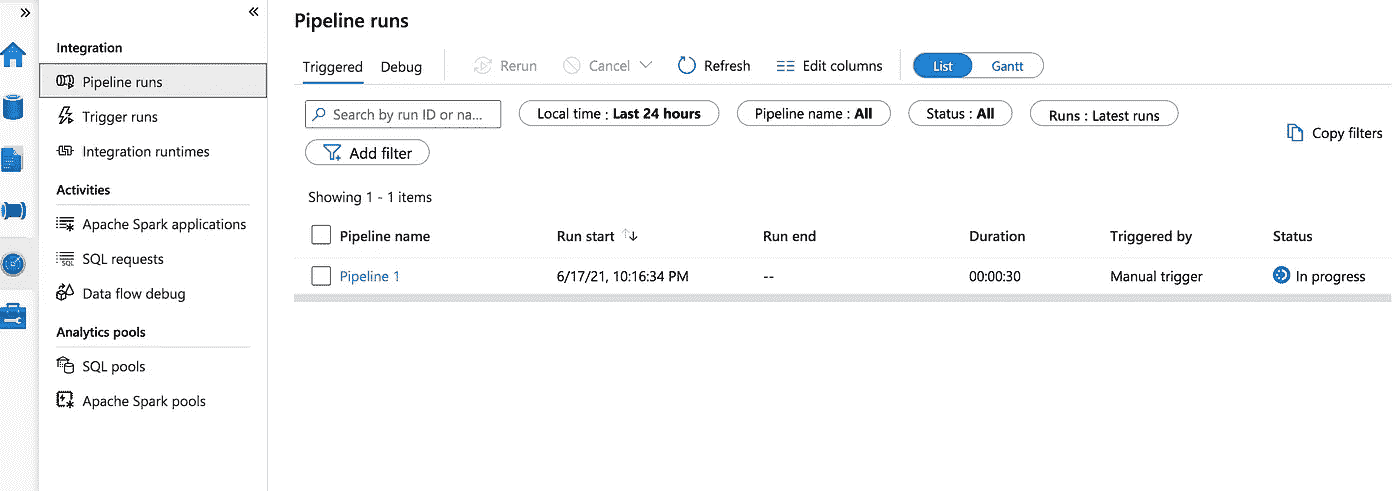 Integration
Pipeline runs
Trigger runs
Integration runtimes
Activities
Apache Spark applications
SQL requests
Data flow debug
Analytics pools
SQL pools
Apache Spark pools
Pipeline runs
Triggered Debug Rerun Cancel Refresh Edit columns List Gantt
Search by run ID or na... Local time : Last 24 hours Pipeline name : All Status : All Runs : Latest runs
Copy filters
Add filter
Showing 1 - 1 items
Pipeline name Run start Run end Duration Triggered by Status
Pipeline 1 6/17/21, 10:16:34 PM -- 00:00:30 Manual trigger In progress